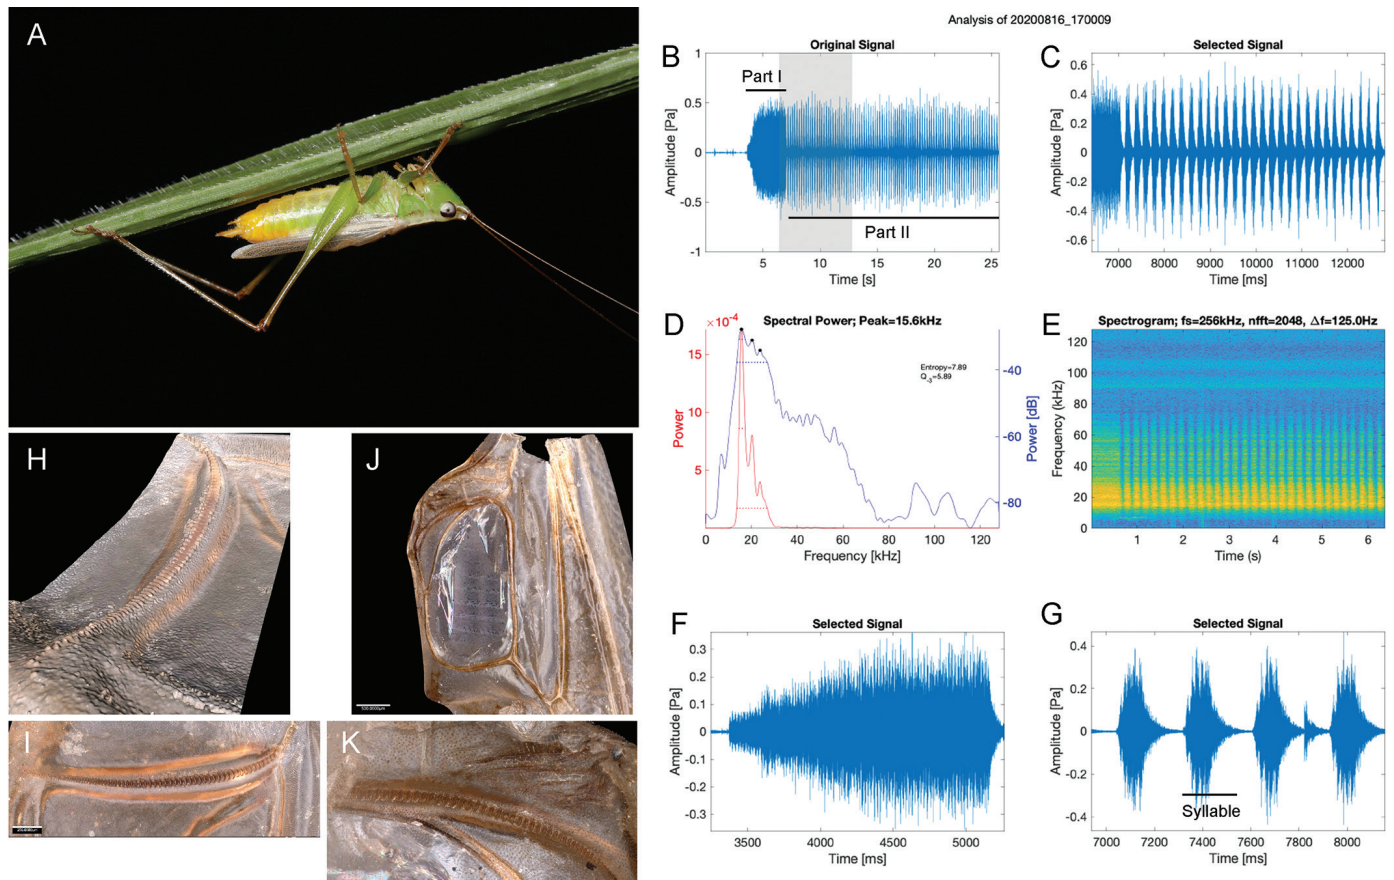 A
Analysis of 20200816_170009
B
Original Signal
Part I
Part II
Amplitude [Pa]
1
0.5
0
-0.5
-1
5
10
15
20
25
Time [s]
C
Selected Signal
Amplitude [Pa]
0.6
0.4
0.2
0
-0.2
-0.4
-0.6
7000
8000
9000
10000
11000
12000
Time [ms]
D
×10⁻⁴
Spectral Power; Peak=15.6kHz
Entropy=7.89
Q₋₃=5.89
Power
15
10
5
Power [dB]
-40
-60
-80
0
20
40
60
80
100
120
Frequency [kHz]
E
Spectrogram; fs=256kHz, nfft=2048, Δf=125.0Hz
Frequency (kHz)
120
100
80
60
40
20
0
1
2
3
4
5
6
Time (s)
H
J
I
K
F
Selected Signal
Amplitude [Pa]
0.3
0.2
0.1
0
-0.1
-0.2
-0.3
3500
4000
4500
5000
Time [ms]
G
Selected Signal
Syllable
Amplitude [Pa]
0.4
0.2
0
-0.2
-0.4
7000
7200
7400
7600
7800
8000
Time [ms]